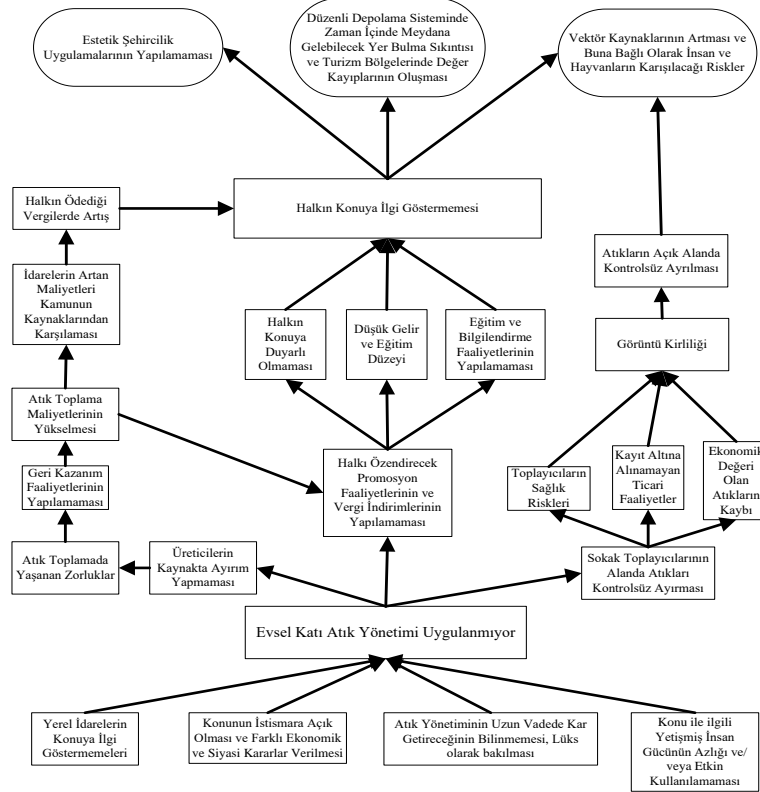 Estetik Şehircilik
Uygulamalarının Yapılamaması
Düzenli Depolama Sisteminde
Zaman İçinde Meydana
Gelebilecek Yer Bulma Sıkıntısı
ve Turizm Bölgelerinde Değer
Kayıplarının Oluşması
Vektör Kaynaklarının Artması ve
Buna Bağlı Olarak İnsan ve
Hayvanların Karışılacağı Riskler
Halkın Ödediği
Vergilerde Artış
Halkın Konuya İlgi Göstermemesi
Atıkların Açık Alanda
Kontrolsüz Ayrılması
İdarelerin Artan
Maliyetleri
Kamunun
Kaynaklarından
Karşılaması
Halkın
Konuya
Duyarlı
Olmaması
Düşük Gelir
ve Eğitim
Düzeyi
Eğitim ve
Bilgilendirme
Faaliyetlerinin
Yapılamaması
Görüntü Kirliliği
Atık Toplama
Maliyetlerinin
Yükselmesi
Geri Kazanım
Faaliyetlerinin
Yapılamaması
Halkı Özendirecek
Promosyon
Faaliyetlerinin ve
Vergi İndirimlerinin
Yapılamaması
Toplayıcıların
Sağlık
Riskleri
Kayıt Altına
Alınamayan
Ticari
Faaliyetler
Ekonomik
Değeri
Olan
Atıkların
Kaybı
Atık Toplamada
Yaşanan Zorluklar
Üreticilerin
Kaynakta Ayırım
Yapmaması
Sokak Toplayıcılarının
Alanda Atıkları
Kontrolsüz Ayırması
Evsel Katı Atık Yönetimi Uygulanmıyor
Yerel İdarelerin
Konuya İlgi
Göstermemeleri
Konunun İstismara Açık
Olması ve Farklı Ekonomik
ve Siyasi Kararlar Verilmesi
Atık Yönetiminin Uzun Vadede Kar
Getireceğinin Bilinmemesi, Lüks
olarak bakılması
Konu ile ilgili
Yetişmiş İnsan
Gücünün Azlığı ve/
veya Etkin
Kullanılamaması